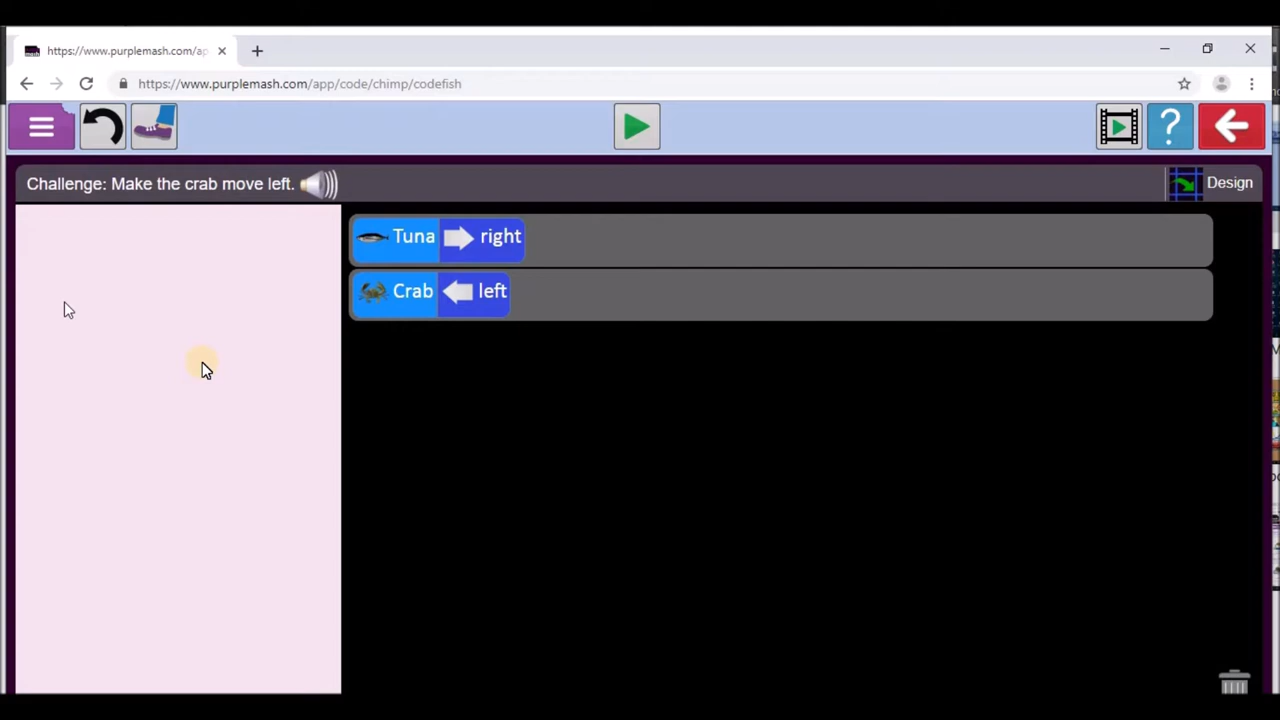 https://www.purplemash.com/ap
https://www.purplemash.com/app/code/chimp/codefish
Challenge: Make the crab move left.
Design
Tuna right
Crab left